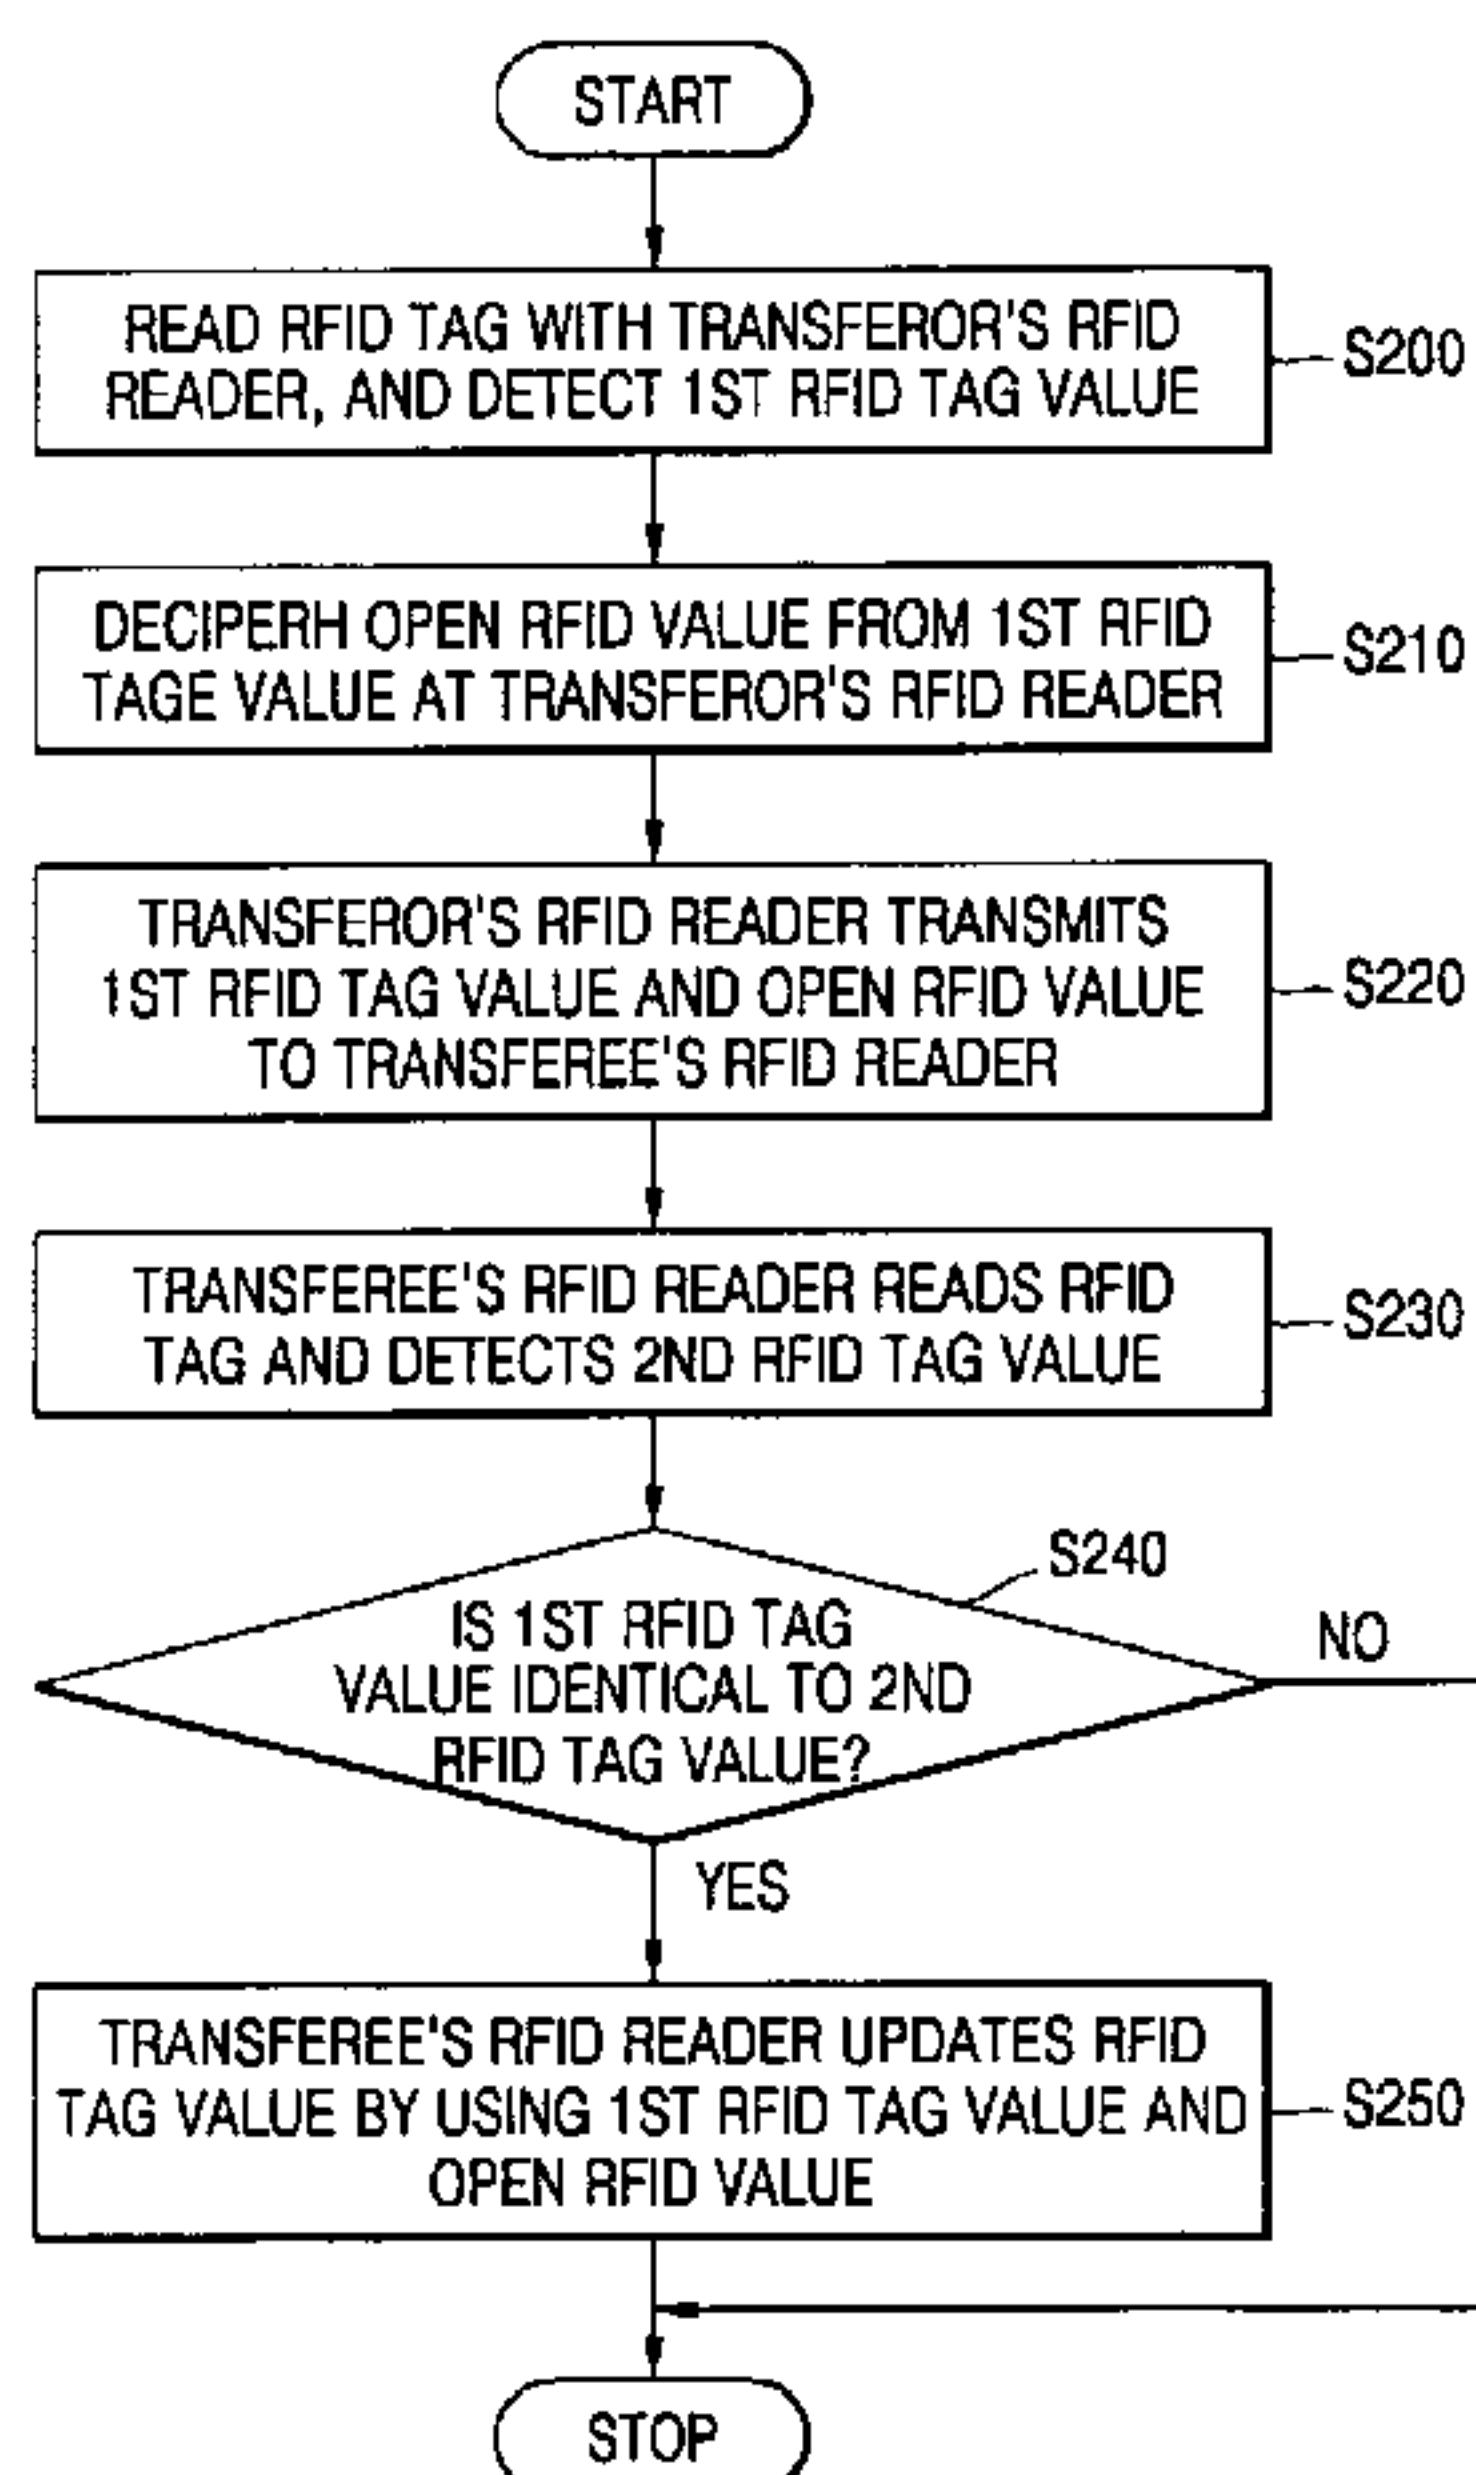 START
READ RFID TAG WITH TRANSFEROR'S RFID
READER, AND DETECT 1ST RFID TAG VALUE
S200
DECIPERH OPEN RFID VALUE FROM 1ST RFID
TAGE VALUE AT TRANSFEROR'S RFID READER
S210
TRANSFEROR'S RFID READER TRANSMITS
1ST RFID TAG VALUE AND OPEN RFID VALUE
TO TRANSFEREE'S RFID READER
S220
TRANSFEREE'S RFID READER READS RFID
TAG AND DETECTS 2ND RFID TAG VALUE
S230
S240
IS 1ST RFID TAG
VALUE IDENTICAL TO 2ND
RFID TAG VALUE?
NO
YES
TRANSFEREE'S RFID READER UPDATES RFID
TAG VALUE BY USING 1ST RFID TAG VALUE AND
OPEN RFID VALUE
S250
STOP